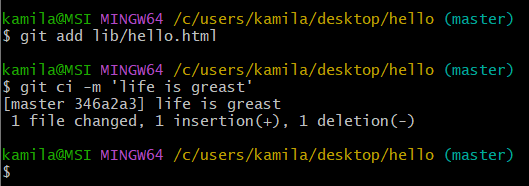 kamila@MSI MINGW64 /c/users/kamila/desktop/hello (master)
$ git add lib/hello.html
kamila@MSI MINGW64 /c/users/kamila/desktop/hello (master)
$ git ci -m 'life is greast'
[master 346a2a3] life is greast
 1 file changed, 1 insertion(+), 1 deletion(-)
kamila@MSI MINGW64 /c/users/kamila/desktop/hello (master)
$